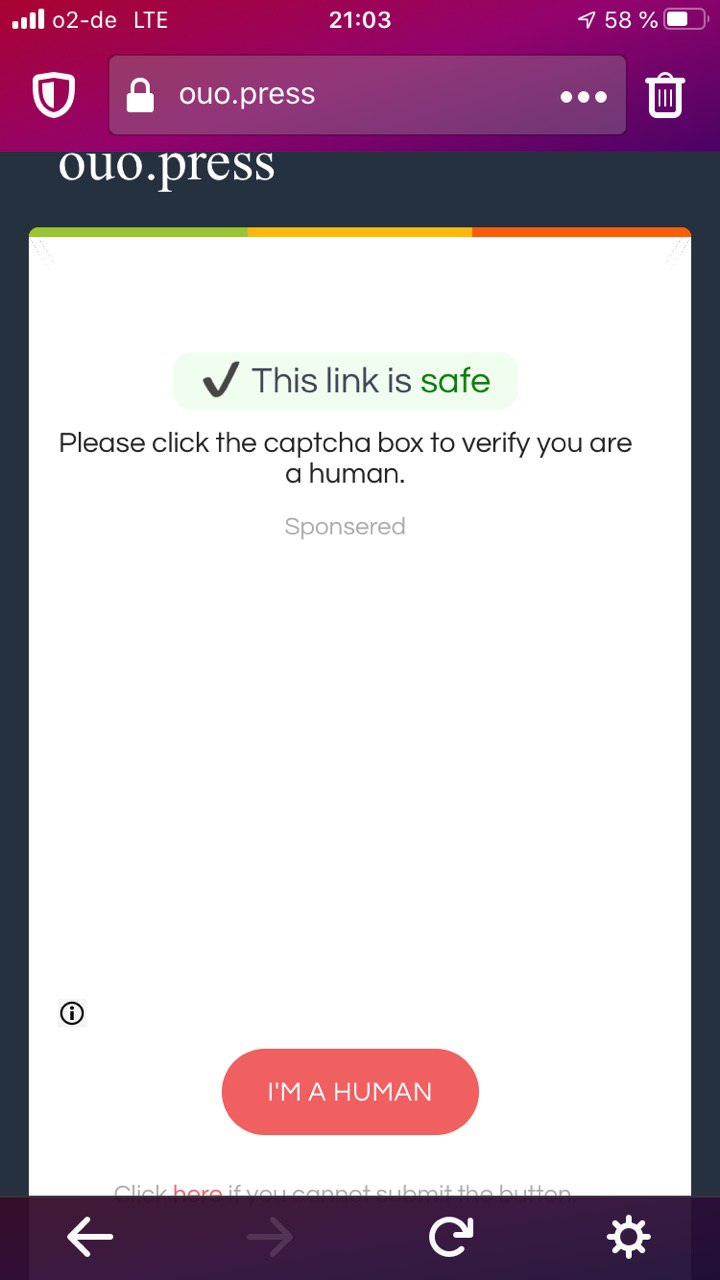 o2-de LTE 21:03 58 %
ouo.press
ouo.press
✔ This link is safe
Please click the captcha box to verify you are
a human.
Sponsered
I'M A HUMAN
Click here if you cannot submit the button.